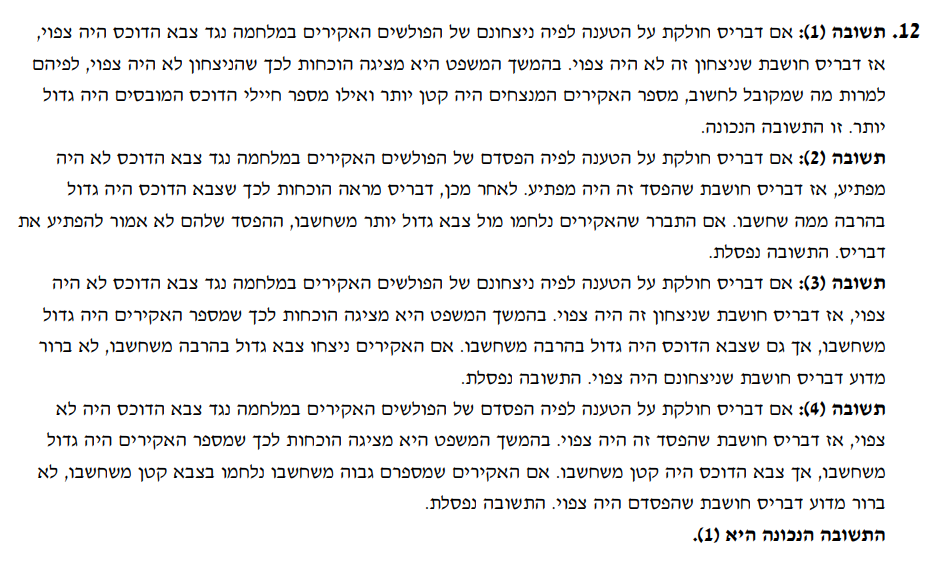 12. תשובה (1): אם דבריס חולקת על הטענה לפיה ניצחונם של הפולשים האקירים במלחמה נגד צבא הדוכס היה צפוי,
אז דבריס חושבת שניצחון זה לא היה צפוי. בהמשך המשפט היא מציגה הוכחות לכך שהניצחון לא היה צפוי, לפיהם
למרות מה שמקובל לחשוב, מספר האקירים המנצחים היה קטן יותר ואילו מספר חיילי הדוכס המובסים היה גדול
יותר. זו התשובה הנכונה.
תשובה (2): אם דבריס חולקת על הטענה לפיה הפסדם של הפולשים האקירים במלחמה נגד צבא הדוכס לא היה
מפתיע, אז דבריס חושבת שהפסד זה היה מפתיע. לאחר מכן, דבריס מראה הוכחות לכך שצבא הדוכס היה גדול
בהרבה ממה שחשבו. אם התברר שהאקירים נלחמו מול צבא גדול יותר משחשבו, ההפסד שלהם לא אמור להפתיע את
דבריס. התשובה נפסלת.
תשובה (3): אם דבריס חולקת על הטענה לפיה ניצחונם של הפולשים האקירים במלחמה נגד צבא הדוכס לא היה
צפוי, אז דבריס חושבת שניצחון זה היה צפוי. בהמשך המשפט היא מציגה הוכחות לכך שמספר האקירים היה גדול
משחשבו, אך גם שצבא הדוכס היה גדול בהרבה משחשבו. אם האקירים ניצחו צבא גדול בהרבה משחשבו, לא ברור
מדוע דבריס חושבת שניצחונם היה צפוי. התשובה נפסלת.
תשובה (4): אם דבריס חולקת על הטענה לפיה הפסדם של הפולשים האקירים במלחמה נגד צבא הדוכס היה לא
צפוי, אז דבריס חושבת שהפסד זה היה צפוי. בהמשך המשפט היא מציגה הוכחות לכך שמספר האקירים היה גדול
משחשבו, אך צבא הדוכס היה קטן משחשבו. אם האקירים שמספרם גבוה משחשבו נלחמו בצבא קטן משחשבו, לא
ברור מדוע דבריס חושבת שהפסדם היה צפוי. התשובה נפסלת.
התשובה הנכונה היא (1).